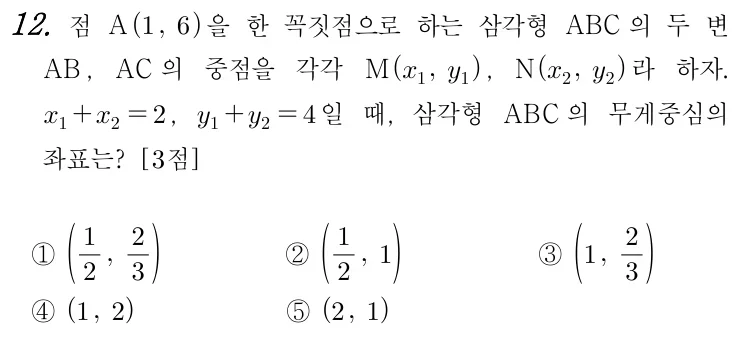 12. 점 A(1, 6)을 한 꼭짓점으로 하는 삼각형 ABC의 두 변
AB, AC의 중점을 각각 M(x₁, y₁), N(x₂, y₂)라 하자.
x₁+x₂=2, y₁+y₂=4일 때, 삼각형 ABC의 무게중심의
좌표는? [3점]
① (1/2, 2/3) ② (1/2, 1) ③ (1, 2/3)
④ (1, 2) ⑤ (2, 1)